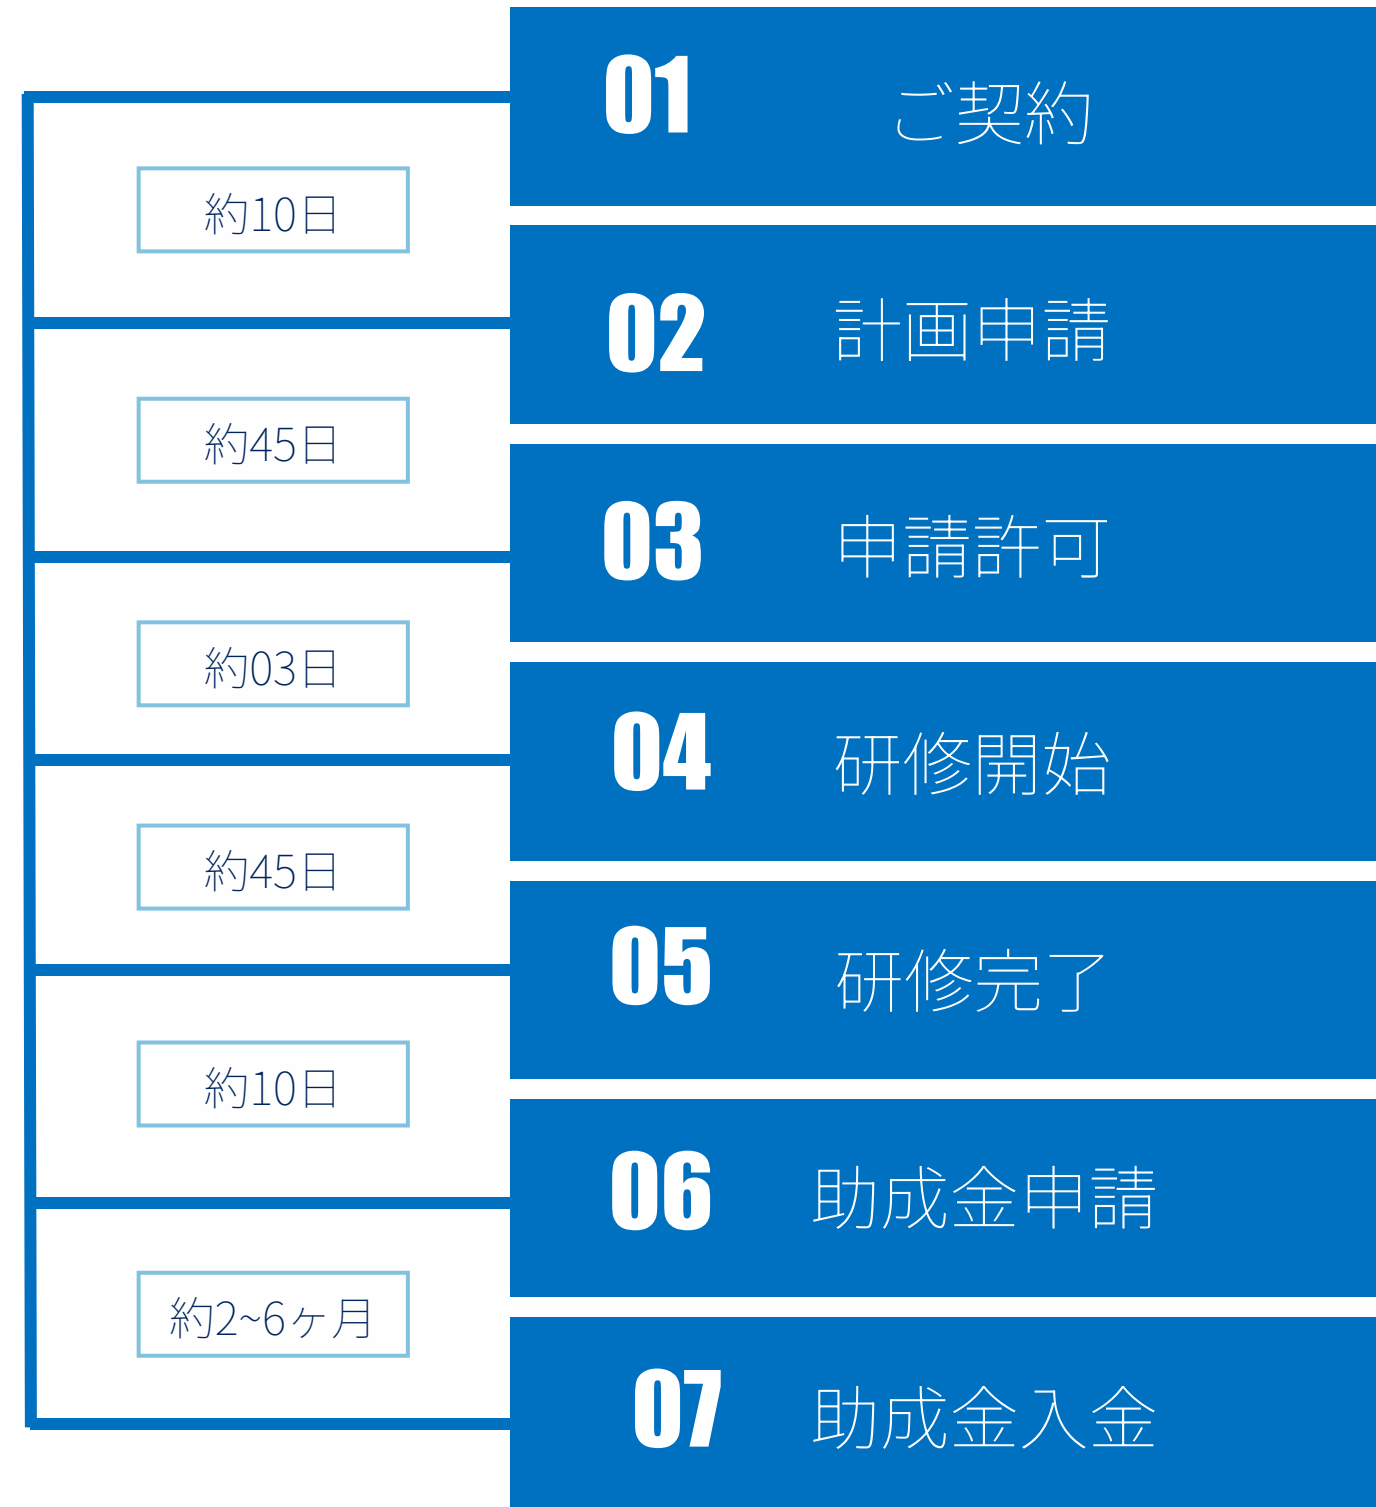 01 ご契約
約10日
02 計画申請
約45日
03 申請許可
約03日
04 研修開始
約45日
05 研修完了
約10日
06 助成金申請
約2~6ヶ月
07 助成金入金